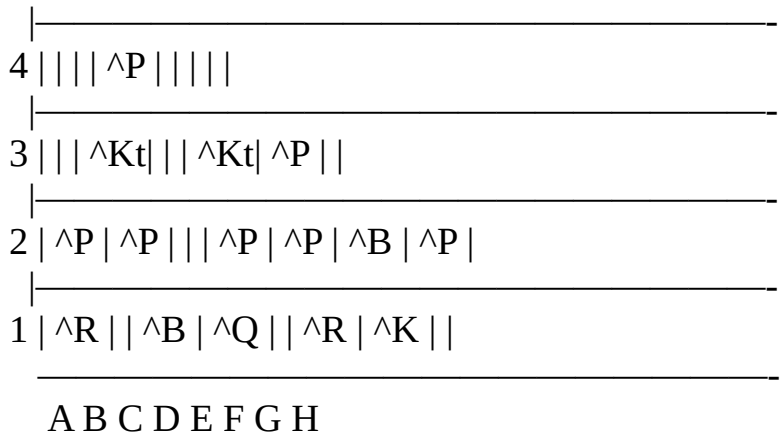 |———————————————————-
4 | | | | ^P | | | | |
|———————————————————-
3 | | | ^Kt| | | ^Kt| ^P | |
|———————————————————-
2 | ^P | ^P | | | ^P | ^P | ^B | ^P |
|———————————————————-
1 | ^R | | ^B | ^Q | | ^R | ^K | |
———————————————————-
A B C D E F G H